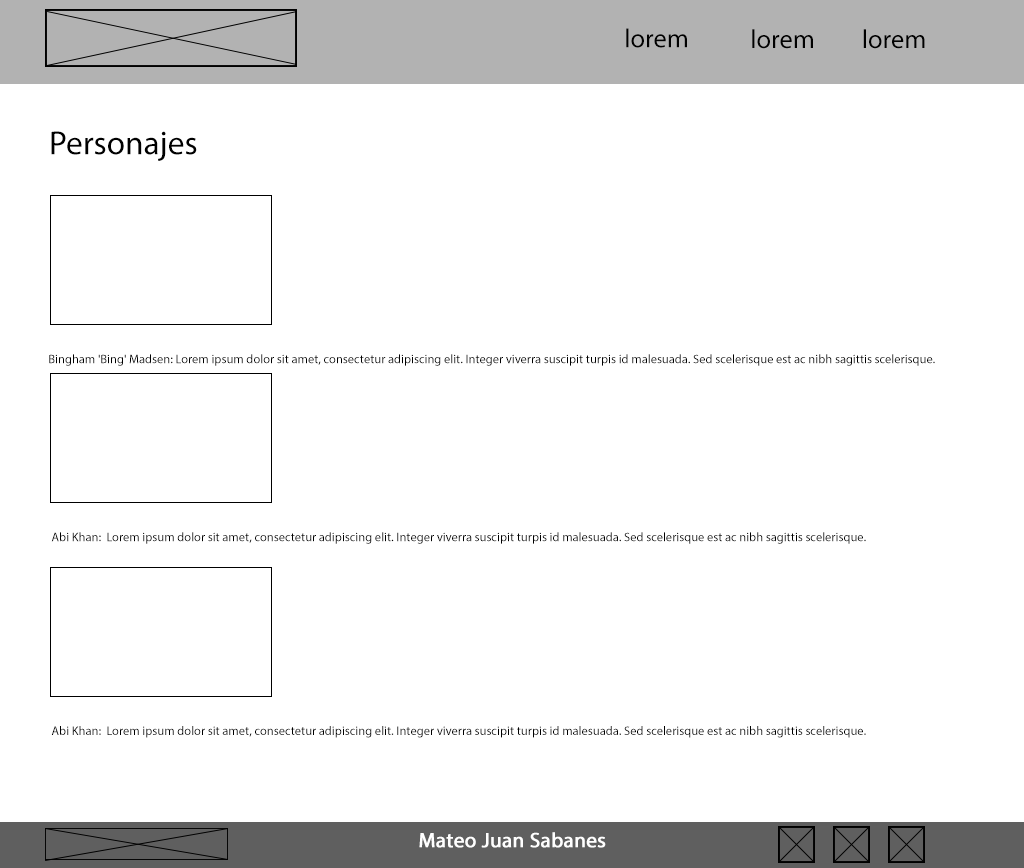 lorem lorem lorem
Personajes
Bingham 'Bing' Madsen: Lorem ipsum dolor sit amet, consectetur adipiscing elit. Integer viverra suscipit turpis id malesuada. Sed scelerisque est ac nibh sagittis scelerisque.
Abi Khan: Lorem ipsum dolor sit amet, consectetur adipiscing elit. Integer viverra suscipit turpis id malesuada. Sed scelerisque est ac nibh sagittis scelerisque.
Abi Khan: Lorem ipsum dolor sit amet, consectetur adipiscing elit. Integer viverra suscipit turpis id malesuada. Sed scelerisque est ac nibh sagittis scelerisque.
Mateo Juan Sabanes